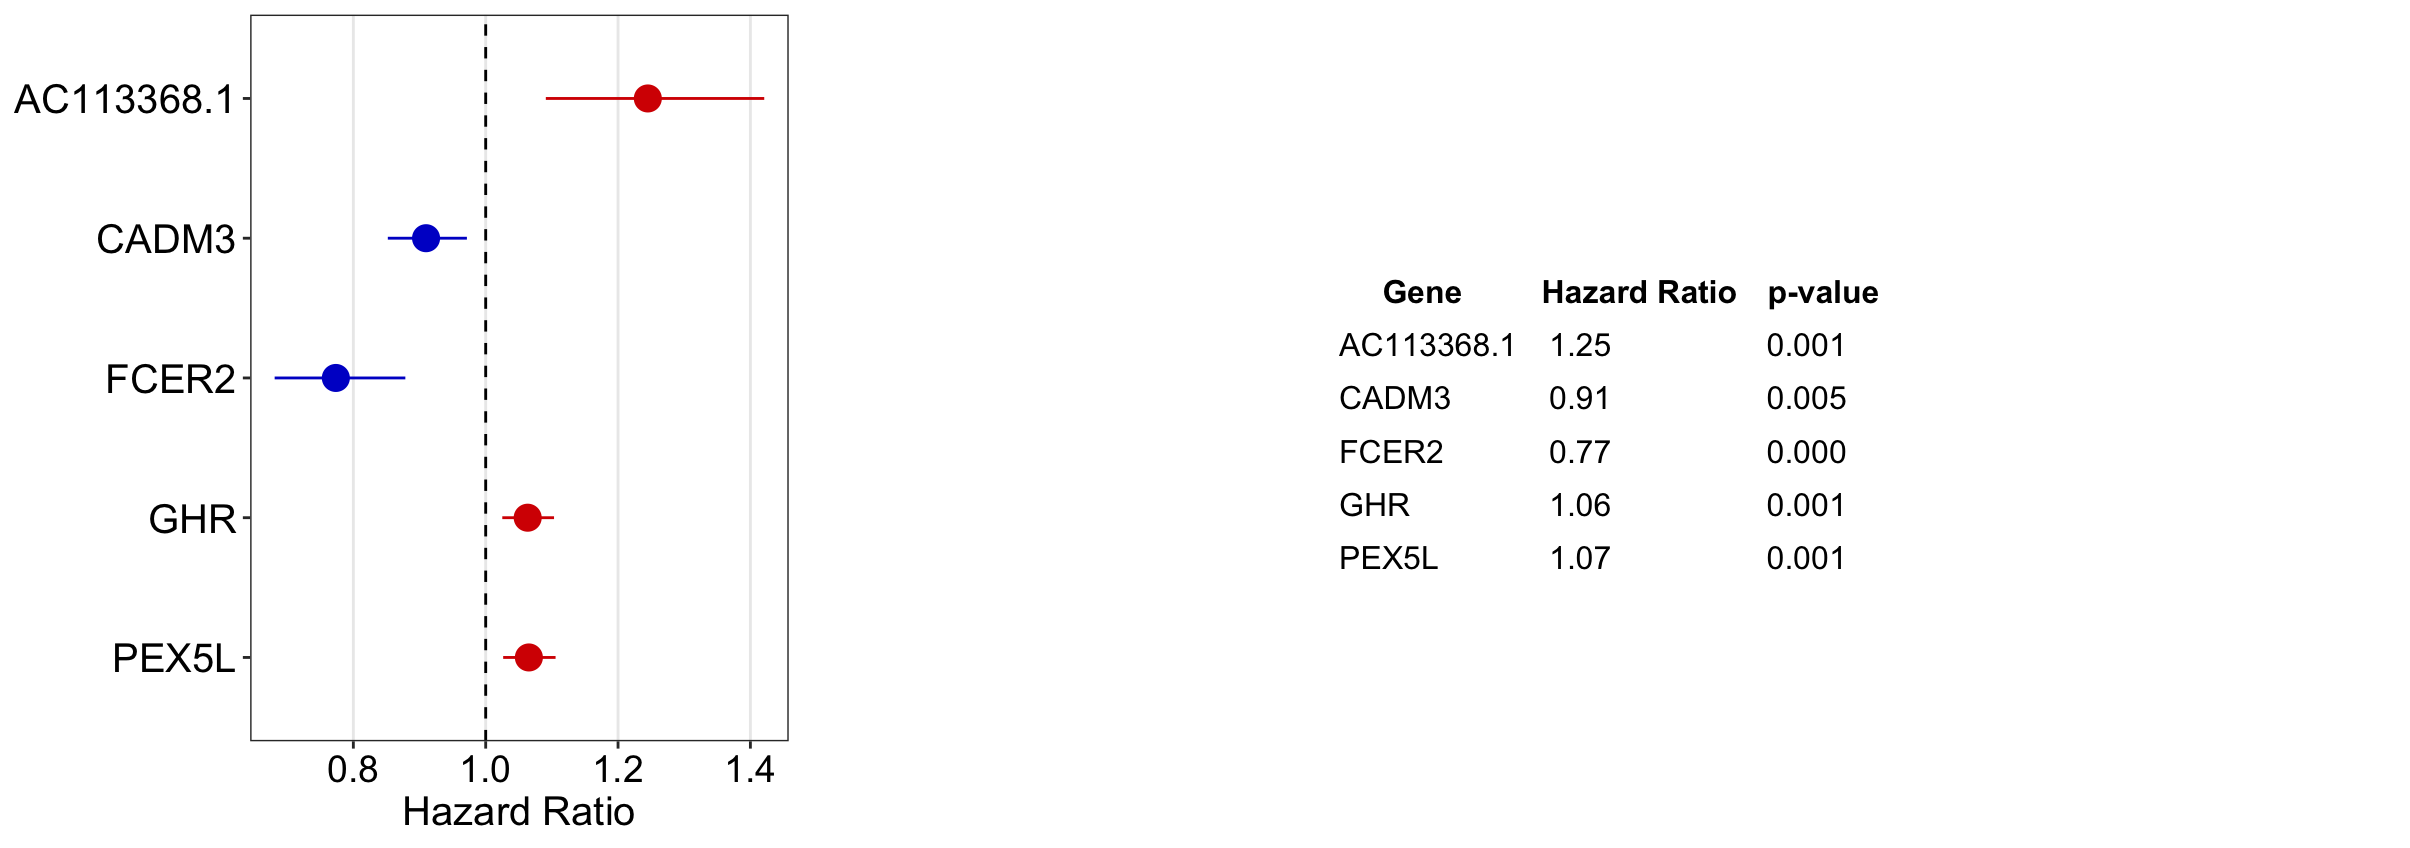 AC113368.1
CADM3
FCER2
GHR
PEX5L
0.8 1.0 1.2 1.4
Hazard Ratio
Gene Hazard Ratio p-value
AC113368.1 1.25 0.001
CADM3 0.91 0.005
FCER2 0.77 0.000
GHR 1.06 0.001
PEX5L 1.07 0.001